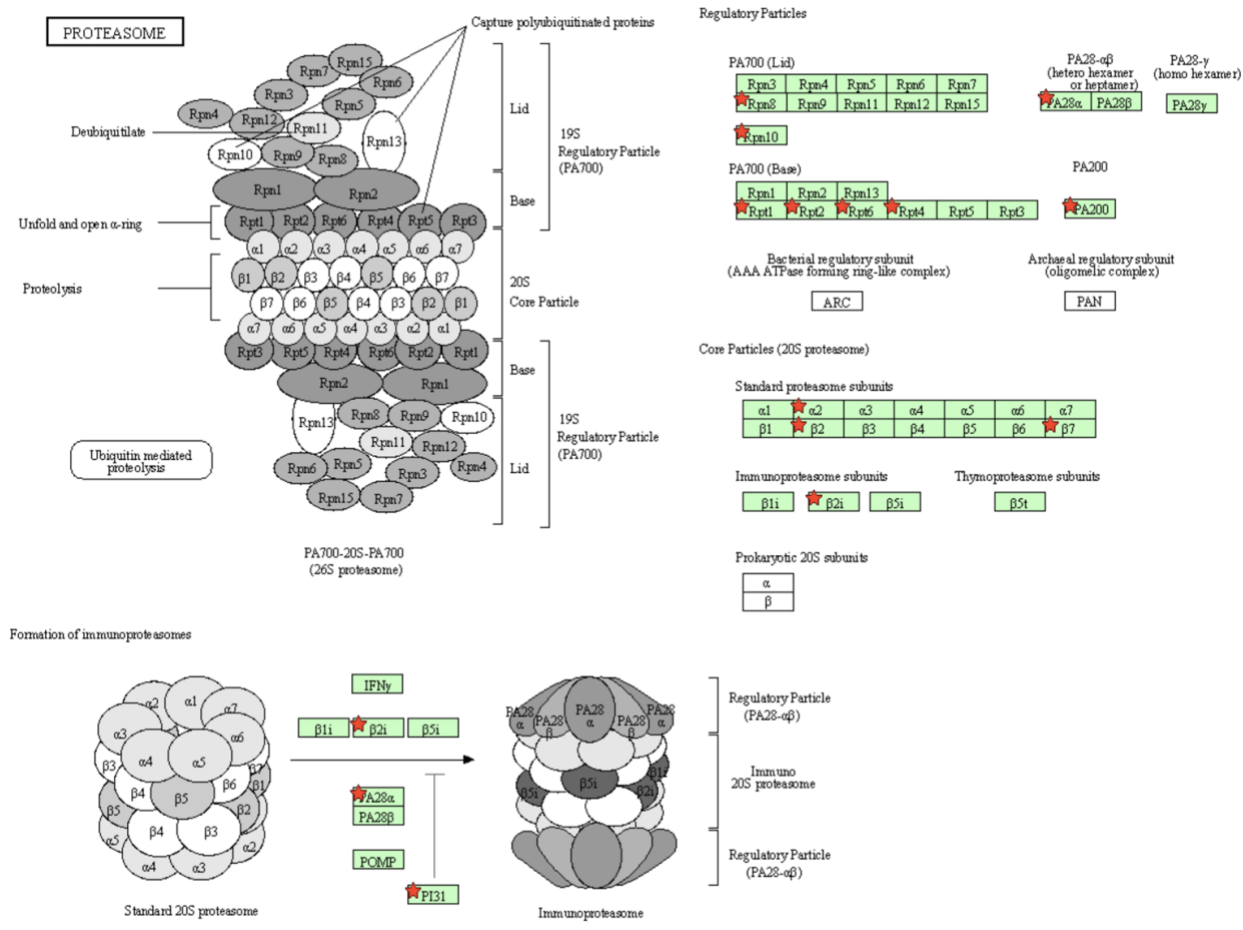 PROTEASOME
Capture polyubiquitinated proteins
Rpn15
Rpn7
Rpn6
Rpn3
Rpn5
Rpn4
Rpn12
Rpn11
Rpn13
Deubiquitilate
Rpn10
Rpn9
Rpn8
Lid
19S
Regulatory Particle
(PA700)
Rpn1
Rpn2
Base
Unfold and open α-ring
Rpt1 Rpt2 Rpt6 Rpt4 Rpt5 Rpt3
α1 α2 α3 α4 α5 α6 α7
Proteolysis
β1 β2 β3 β4 β5 β6 β7
20S
Core Particle
β7 β6 β5 β4 β3 β2 β1
α7 α6 α5 α4 α3 α2 α1
Rpt3 Rpt5 Rpt4 Rpt6 Rpt2 Rpt1
Rpn2 Rpn1
Base
Rpn13 Rpn8 Rpn9 Rpn10
Rpn11 Rpn12
19S
Regulatory Particle
(PA700)
Rpn6 Rpn5 Rpn3 Rpn4
Lid
Rpn15 Rpn7
Ubiquitin mediated
proteolysis
PA700-20S-PA700
(26S proteasome)
Regulatory Particles
PA700 (Lid)
Rpn3 Rpn4 Rpn5 Rpn6 Rpn7
Rpn8 Rpn9 Rpn11 Rpn12 Rpn15
Rpn10
PA28-αβ
(hetero hexamer
or heptamer)
PA28α PA28β
PA28-γ
(homo hexamer)
PA28γ
PA700 (Base)
Rpn1 Rpn2 Rpn13
Rpt1 Rpt2 Rpt6 Rpt4 Rpt5 Rpt3
PA200
PA200
Bacterial regulatory subunit
(AAA ATPase forming ring-like complex)
ARC
Archaeal regulatory subunit
(oligomelic complex)
PAN
Core Particles (20S proteasome)
Standard proteasome subunits
α1 α2 α3 α4 α5 α6 α7
β1 β2 β3 β4 β5 β6 β7
Immunoproteasome subunits
β1i β2i β5i
Thymoproteasome subunits
β5t
Prokaryotic 20S subunits
α
β
Formation of immunoproteasomes
α2 α1 α7
α3 α6
α4 α5
β3 β7
β4 β6 β1
β5 β5 β2
β4 β3
α5 α2
α4 α3
Standard 20S proteasome
IFNγ
β1i β2i β5i
PA28α
PA28β
POMP
PI31
PA28 α
PA28 β
PA28 α
PA28 β
PA28 α
β5i β5i β2i β1i
Immunoproteasome
Regulatory Particle
(PA28-αβ)
Immuno
20S proteasome
Regulatory Particle
(PA28-αβ)